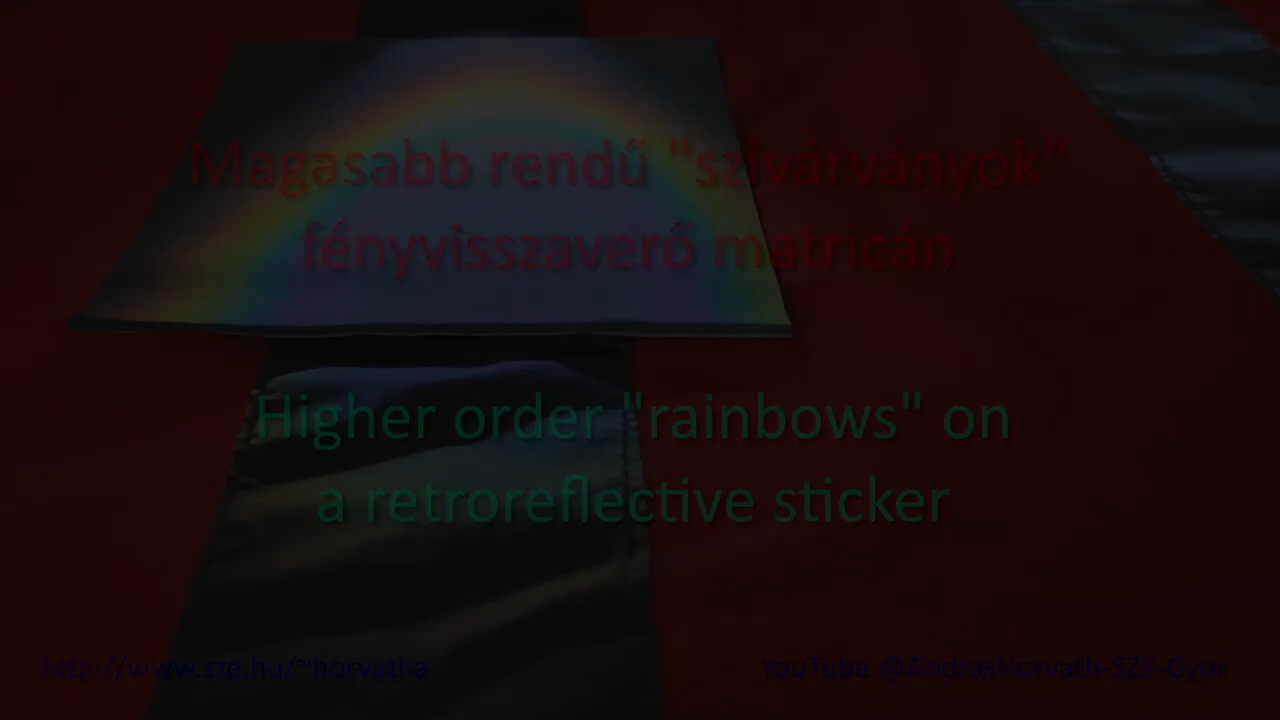 Magasabb rendű "szivárványok"
fényvisszaverő matricán
Higher order "rainbows" on
a retroreflective sticker
http://www.sze.hu/~horvatha
YouTube @AndrasHorvath-SZE-Gyor